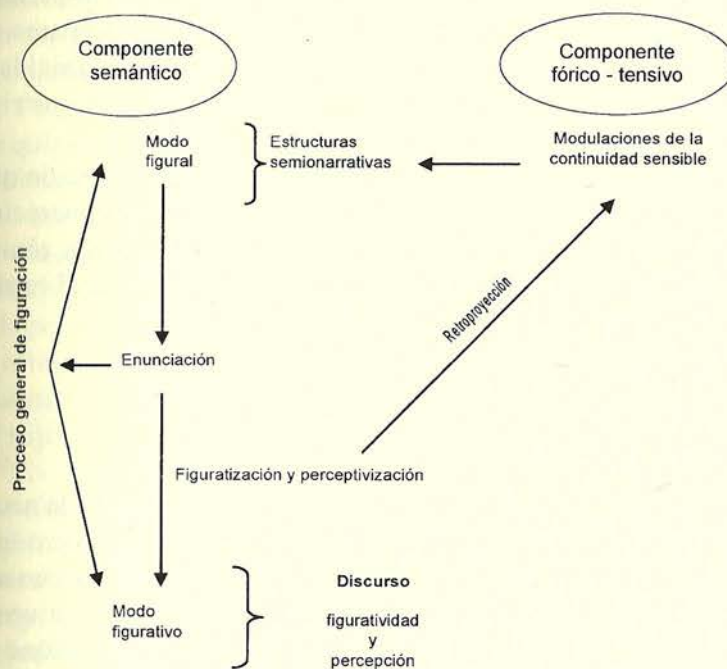 Componente
semántico
Componente
fórico - tensivo
Modo
figural
Estructuras
semionarrativas
Modulaciones de la
continuidad sensible
Proceso general de figuración
Retroproyección
Enunciación
Figuratización y perceptivización
Modo
figurativo
Discurso
figuratividad
y
percepción